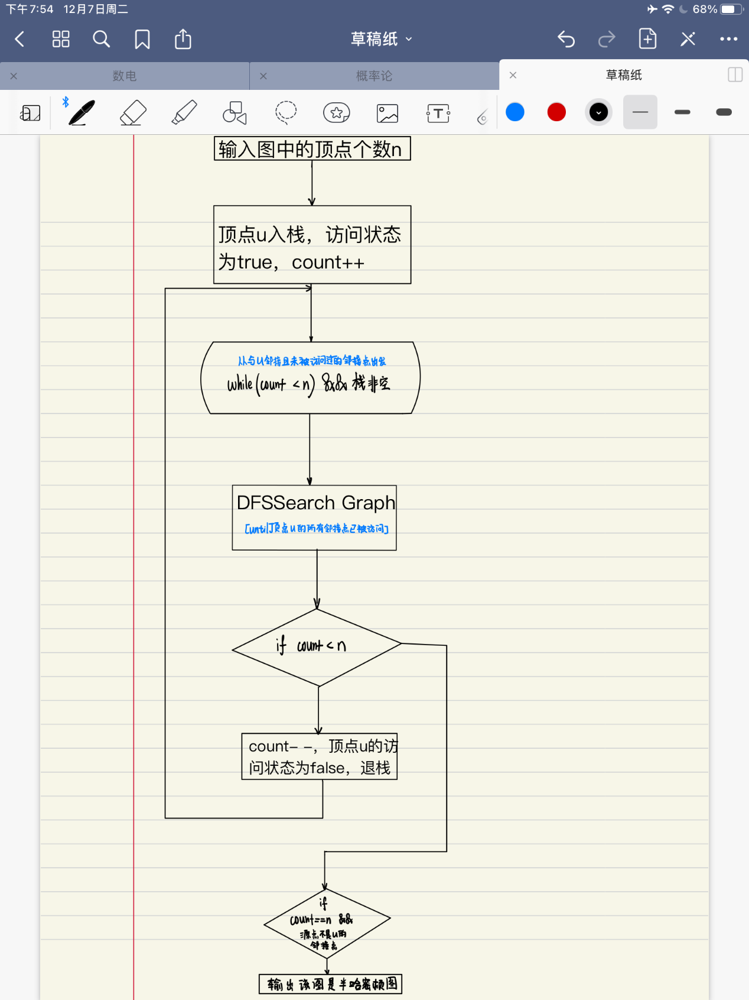 下午7:54 12月7日周二
68%
草稿纸
数电
概率论
草稿纸
a
T
输入图中的顶点个数n
顶点u入栈，访问状态
为true，count++
从与u邻接且未被访问过的邻接点出发
while(count <n) && 栈非空
DFSSearch Graph
[until顶点u的所有邻接点已被访问]
if count<n
count- -，顶点u的访
问状态为false，退栈
if
count==n &&
源点不是u的
邻接点
输出该图是半哈密顿图